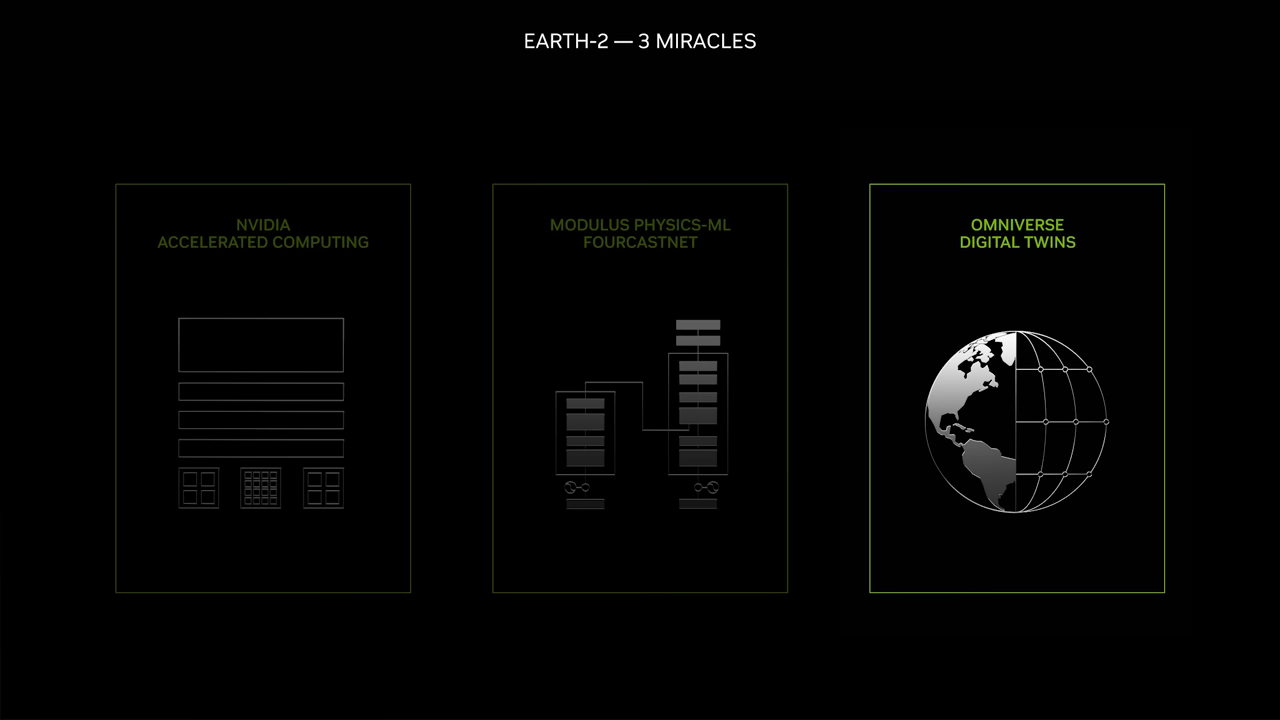 EARTH-2 — 3 MIRACLES
NVIDIA
ACCELERATED COMPUTING
MODULUS PHYSICS-ML
FOURCASTNET
OMNIVERSE
DIGITAL TWINS